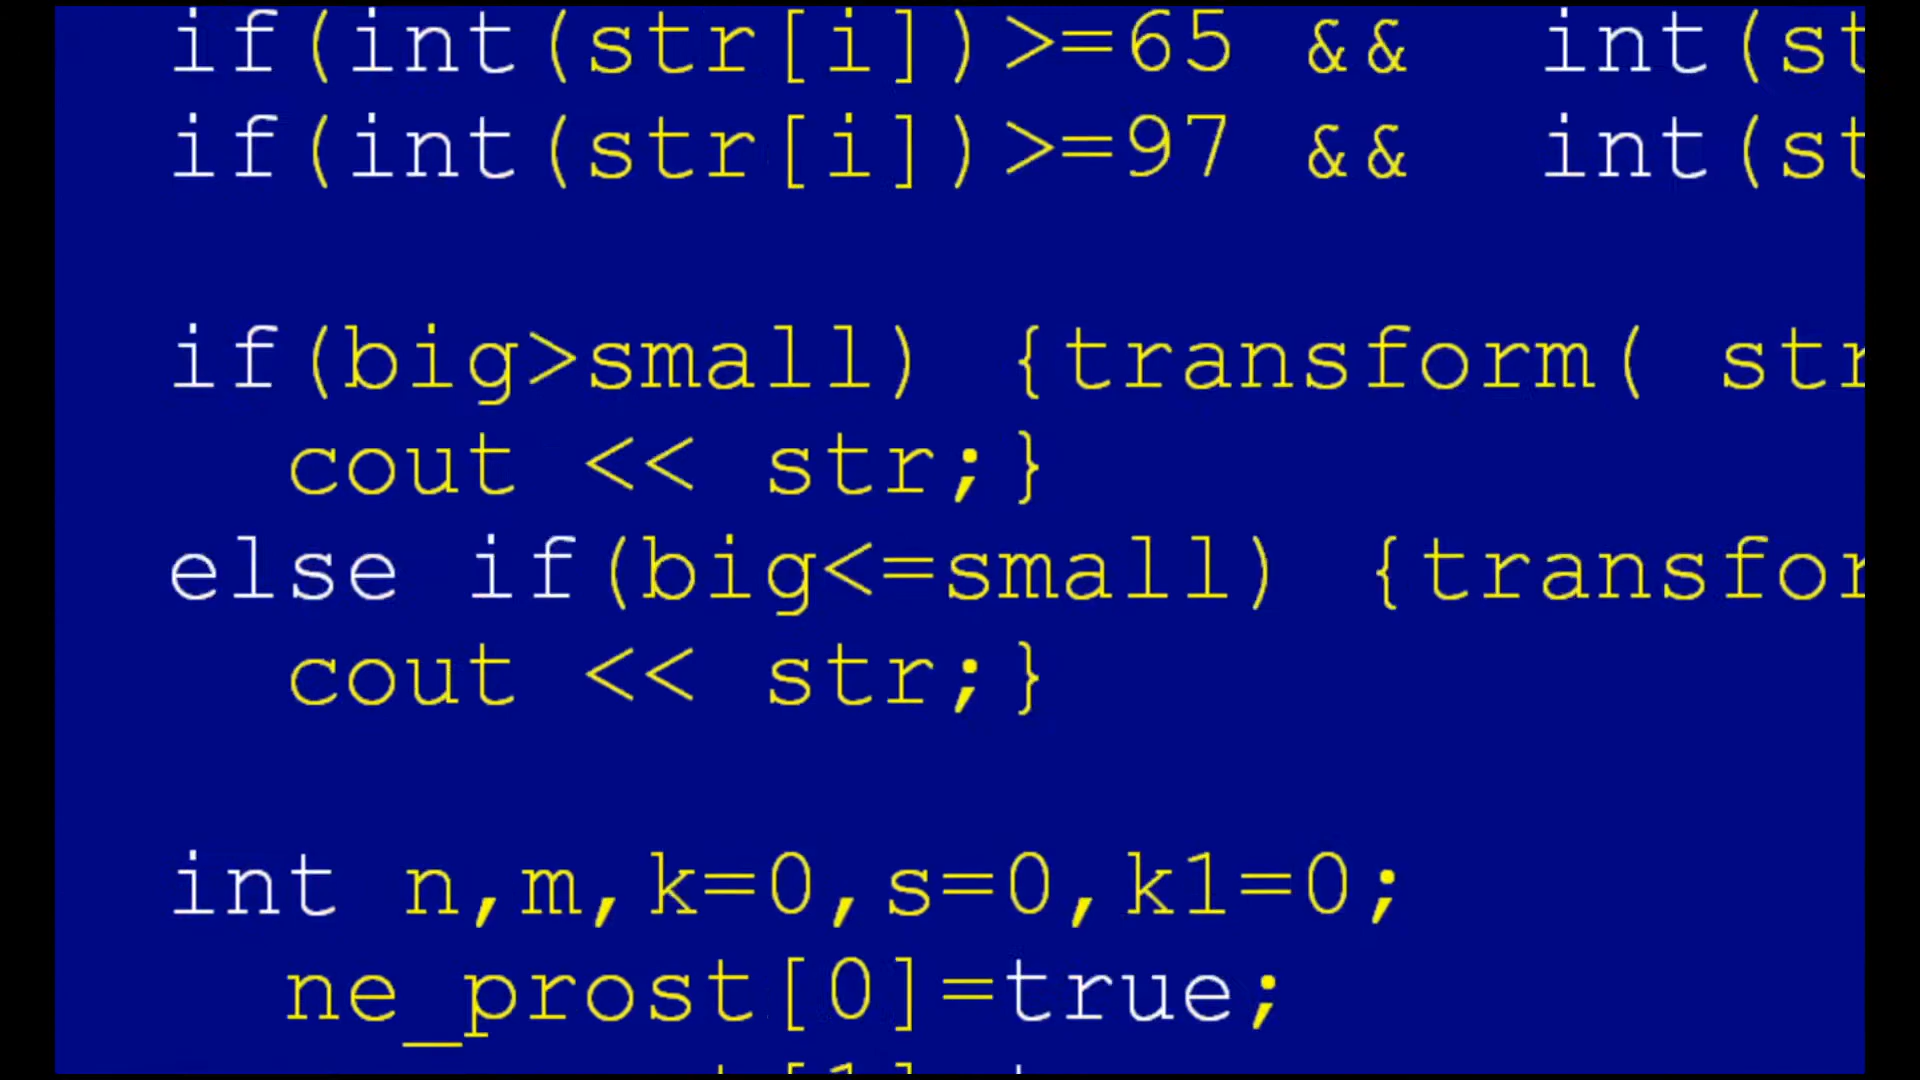 if(int(str[i])>=65 && int(st
if(int(str[i])>=97 && int(st
if(big>small) {transform( str
cout << str;}
else if(big<=small) {transfor
cout << str;}
int n,m,k=0,s=0,k1=0;
ne_prost[0]=true;